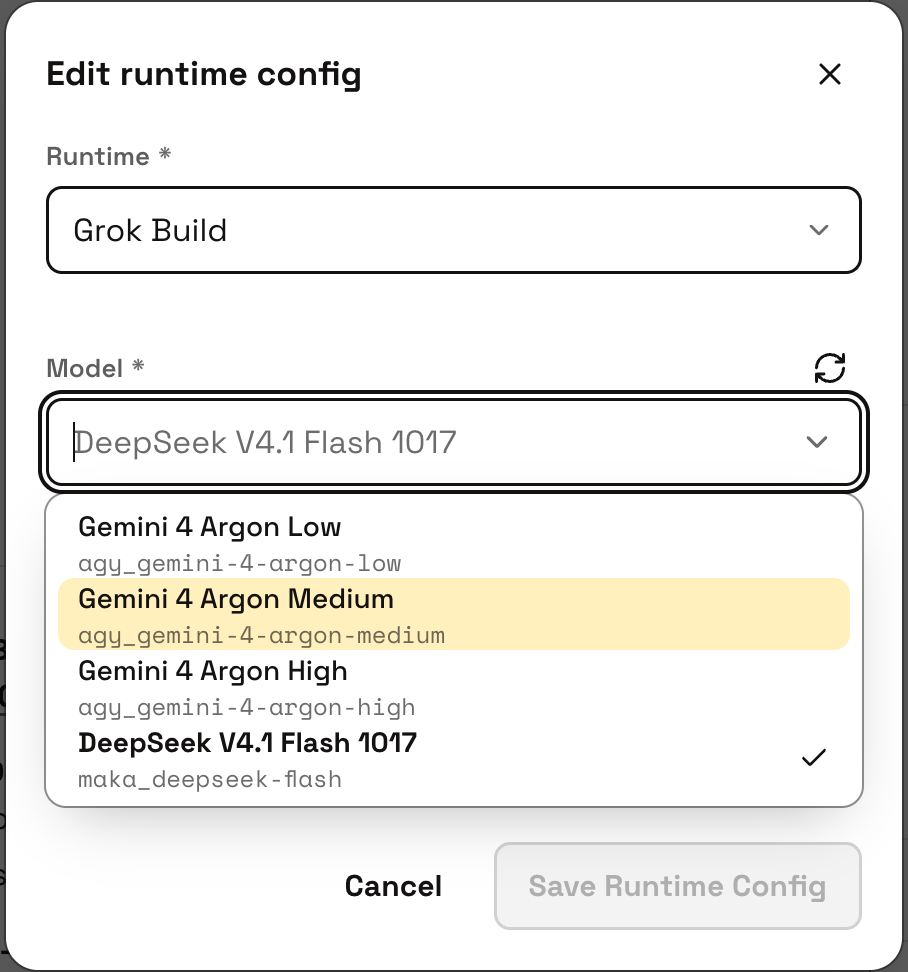 Edit runtime config
Runtime *
Grok Build
Model *
DeepSeek V4.1 Flash 1017
Gemini 4 Argon Low
agy_gemini-4-argon-low
Gemini 4 Argon Medium
agy_gemini-4-argon-medium
Gemini 4 Argon High
agy_gemini-4-argon-high
DeepSeek V4.1 Flash 1017
maka_deepseek-flash
Cancel
Save Runtime Config